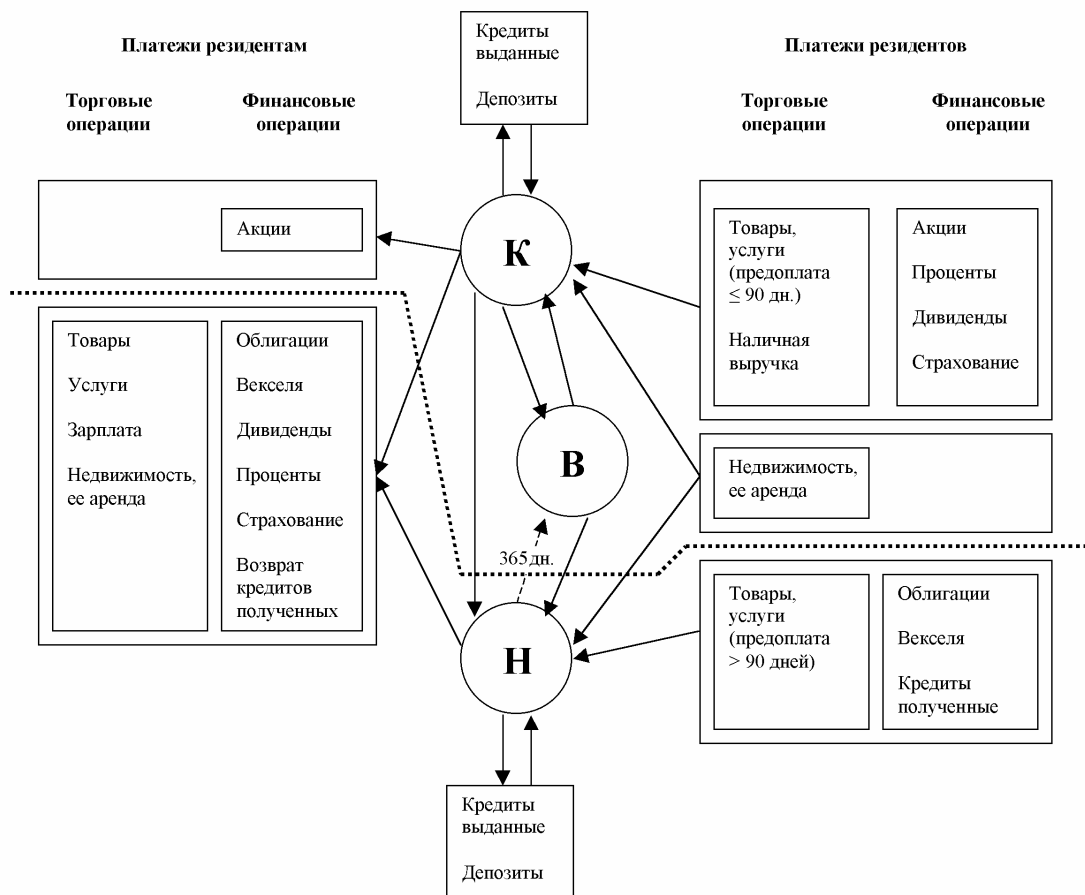 Платежи резидентам
Торговые
операции
Финансовые
операции
Кредиты
выданные
Депозиты
Платежи резидентов
Торговые
операции
Финансовые
операции
Акции
К
Товары,
услуги
(предоплата
≤ 90 дн.)
Наличная
выручка
Акции
Проценты
Дивиденды
Страхование
Товары
Услуги
Зарплата
Недвижимость,
ее аренда
Облигации
Векселя
Дивиденды
Проценты
Страхование
Возврат
кредитов
полученных
В
Недвижимость,
ее аренда
365 дн.
Н
Товары,
услуги
(предоплата
> 90 дней)
Облигации
Векселя
Кредиты
полученные
Кредиты
выданные
Депозиты